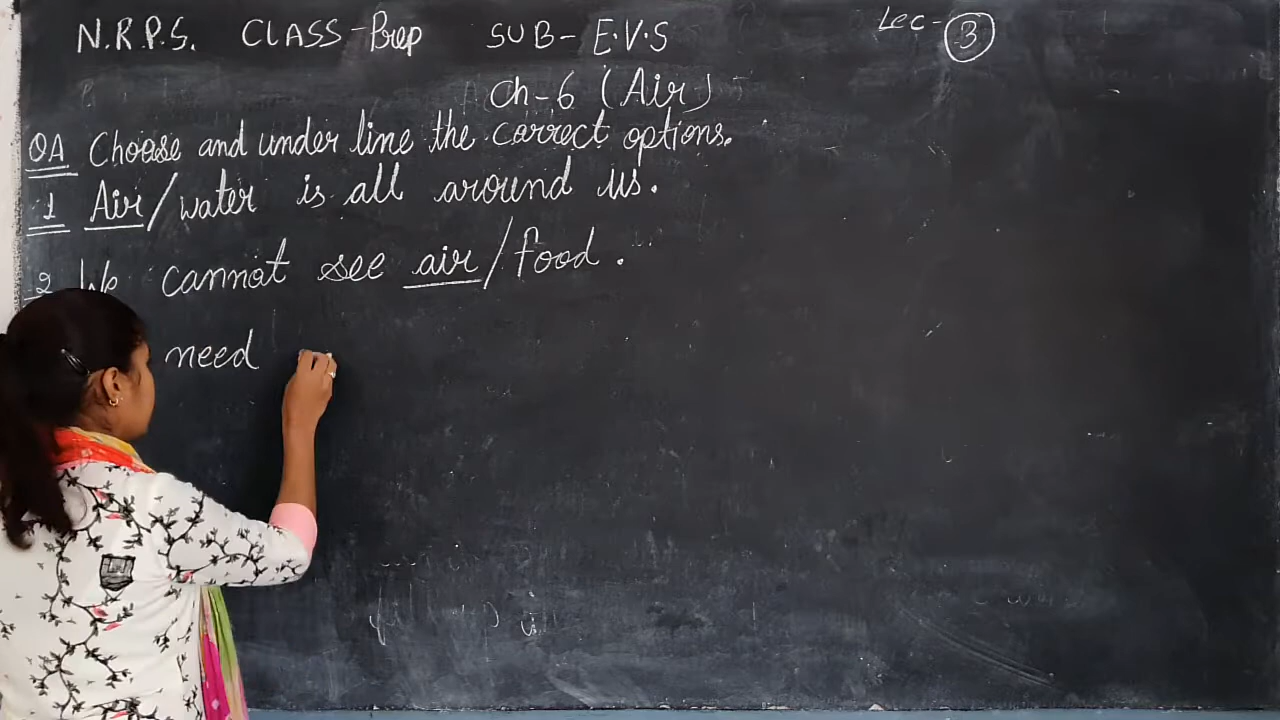 N.R.P.S. CLASS-Prep SUB- E.V.S Lec- 3
Ch-6 (Air)
QA Choose and under line the correct options.
1 Air/water is all around us.
2 We cannot see air/food.
need